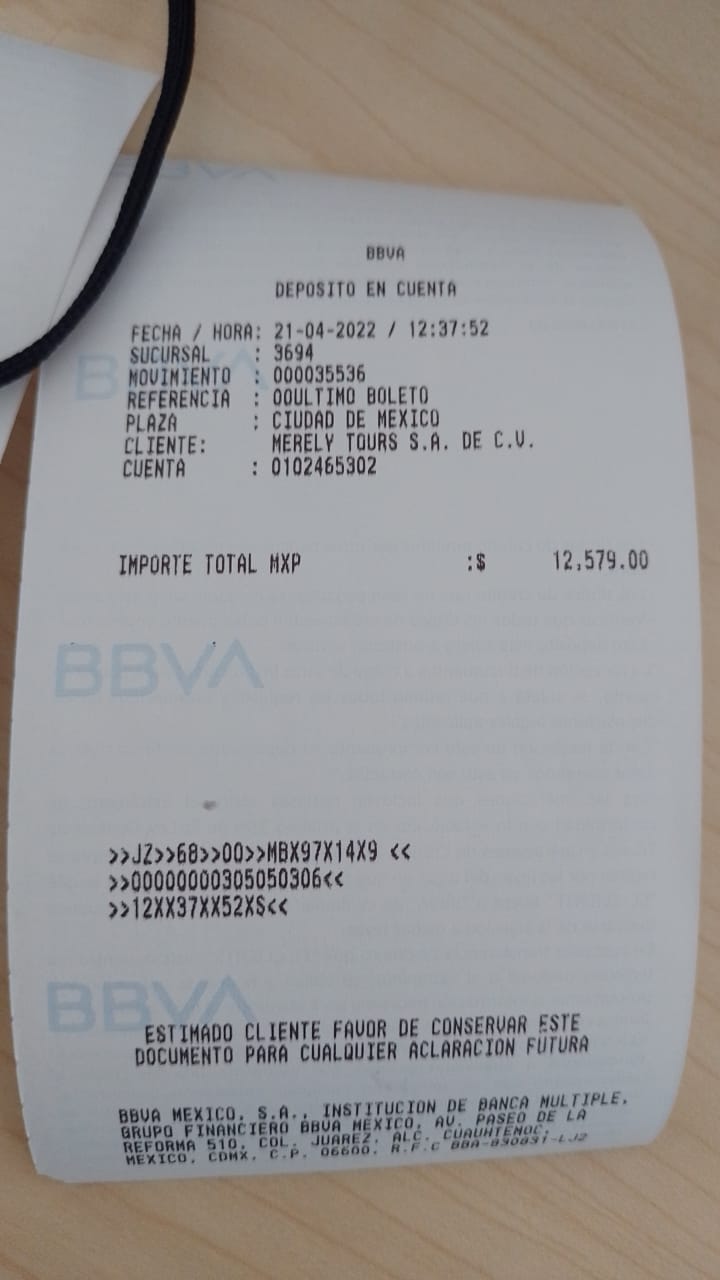 BBVA
BBVA
DEPOSITO EN CUENTA
FECHA / HORA: 21-04-2022 / 12:37:52
SUCURSAL : 3694
MOVIMIENTO : 000035536
REFERENCIA : OOULTIMO BOLETO
PLAZA : CIUDAD DE MEXICO
CLIENTE: MERELY TOURS S.A. DE C.V.
CUENTA : 0102465302
BBVA
IMPORTE TOTAL MXP :$ 12,579.00
BBVA
>>JZ>>68>>00>>MBX97X14X9 <<
>>00000000305050306<<
>>12XX37XX52XS<<
BBVA
ESTIMADO CLIENTE FAVOR DE CONSERVAR ESTE
DOCUMENTO PARA CUALQUIER ACLARACION FUTURA
BBVA MEXICO, S.A., INSTITUCION DE BANCA MULTIPLE,
GRUPO FINANCIERO BBVA MEXICO, AV. PASEO DE LA
REFORMA 510, COL. JUAREZ, ALC. CUAUHTEMOC,
MEXICO, CDMX, C.P. 06600, R.F.C BBA-830831-LJ2